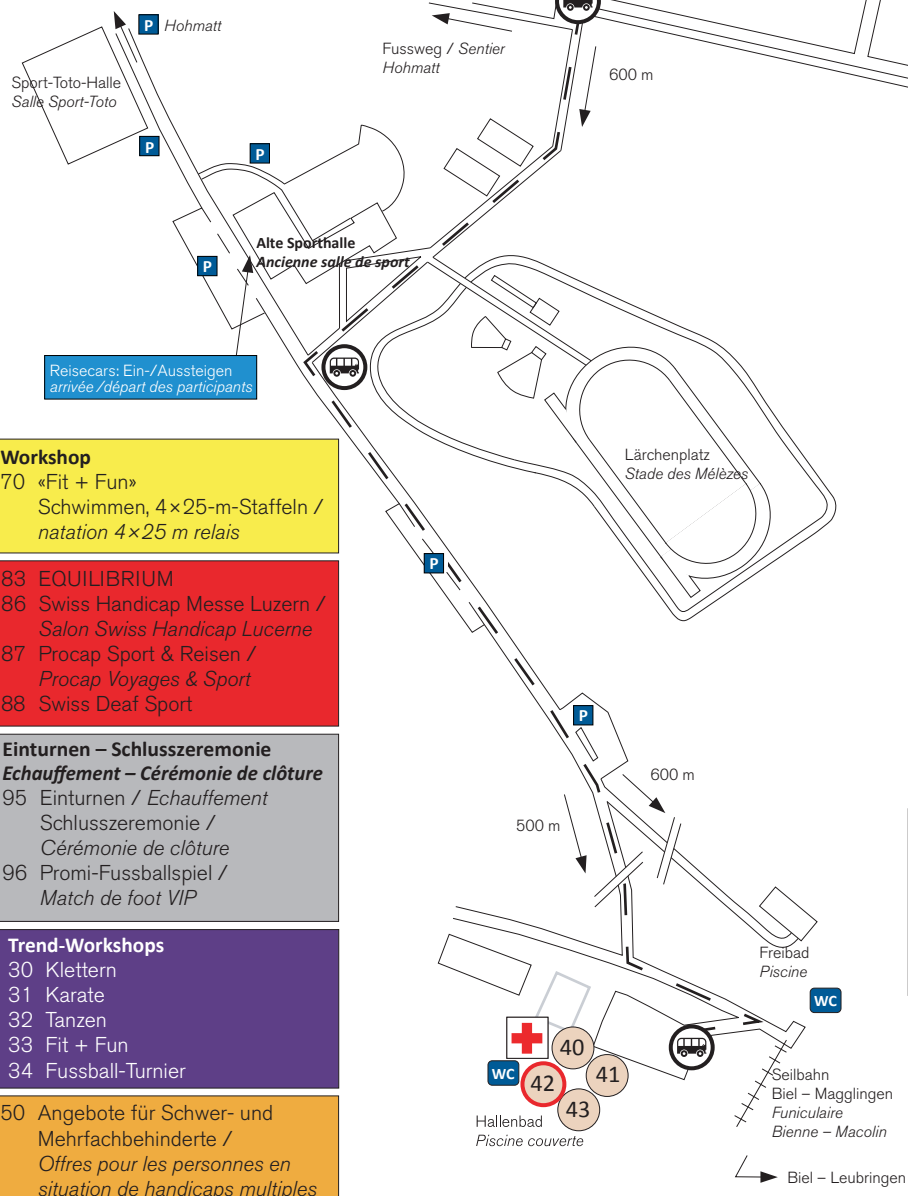 P Hohmatt
Fussweg / Sentier
Hohmatt
600 m
Sport-Toto-Halle
Salle Sport-Toto
P
P
Alte Sporthalle
Ancienne salle de sport
P
Reisecars: Ein-/Aussteigen
arrivée /départ des participants
Lärchenplatz
Stade des Mélèzes
Workshop
70 «Fit + Fun»
Schwimmen, 4×25-m-Staffeln /
natation 4×25 m relais
83 EQUILIBRIUM
86 Swiss Handicap Messe Luzern /
Salon Swiss Handicap Lucerne
87 Procap Sport & Reisen /
Procap Voyages & Sport
88 Swiss Deaf Sport
Einturnen – Schlusszeremonie
Echauffement – Cérémonie de clôture
95 Einturnen / Echauffement
Schlusszeremonie /
Cérémonie de clôture
96 Promi-Fussballspiel /
Match de foot VIP
Trend-Workshops
30 Klettern
31 Karate
32 Tanzen
33 Fit + Fun
34 Fussball-Turnier
50 Angebote für Schwer- und
Mehrfachbehinderte /
Offres pour les personnes en
situation de handicaps multiples
P
P
600 m
500 m
Freibad
Piscine
WC
40
41
WC
42
43
Hallenbad
Piscine couverte
Seilbahn
Biel – Magglingen
Funiculaire
Bienne – Macolin
Biel – Leubringen